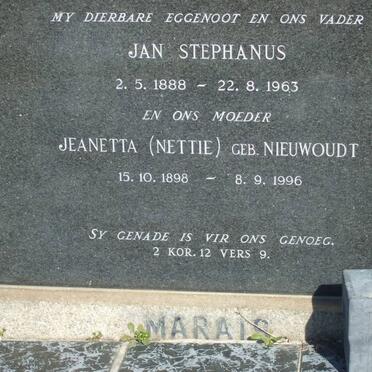 MY DIERBARE EGGENOOT EN ONS VADER
JAN STEPHANUS
2. 5. 1888 – 22. 8. 1963
EN ONS MOEDER
JEANETTA (NETTIE) GEB. NIEUWOUDT
15. 10. 1898 – 8. 9. 1996
SY GENADE IS VIR ONS GENOEG.
2 KOR. 12 VERS 9.
MARAIS